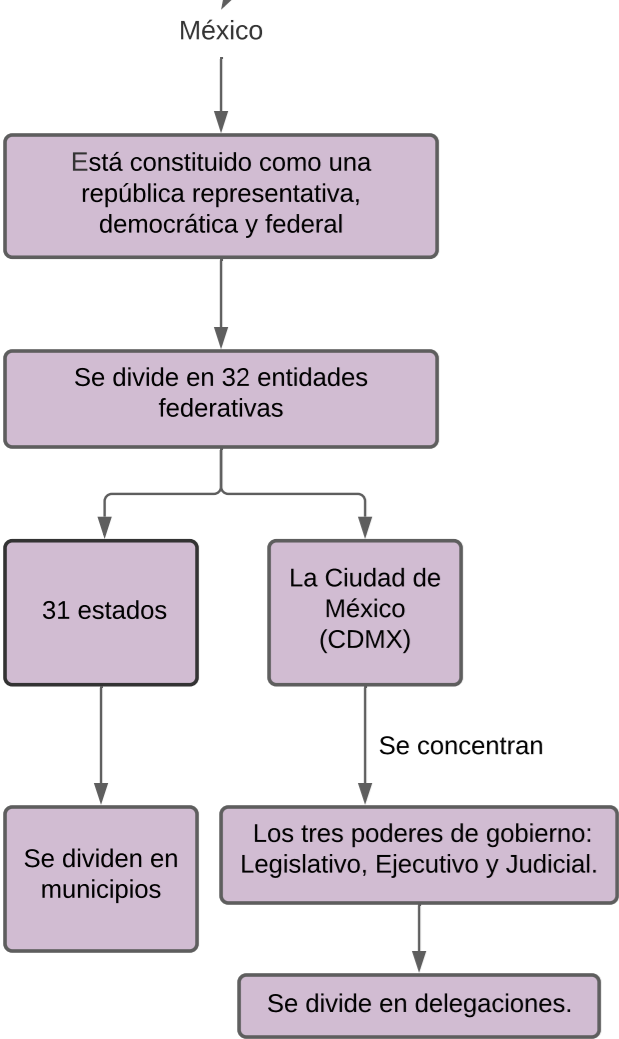 México
Está constituido como una
república representativa,
democrática y federal
Se divide en 32 entidades
federativas
31 estados
La Ciudad de
México
(CDMX)
Se concentran
Se dividen en
municipios
Los tres poderes de gobierno:
Legislativo, Ejecutivo y Judicial.
Se divide en delegaciones.